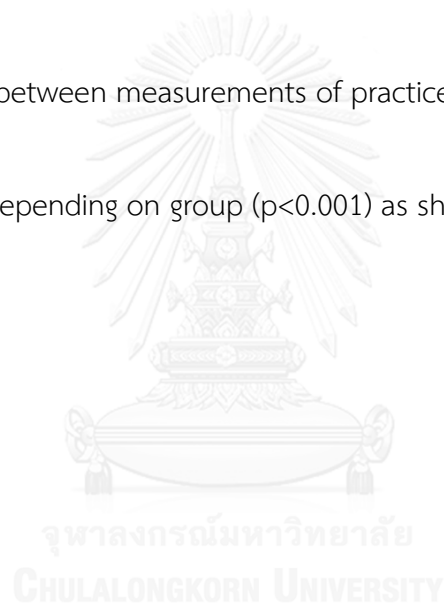 between measurements of practice
epending on group (p<0.001) as sh
จุฬาลงกรณ์มหาวิทยาลัย
CHULALONGKORN UNIVERSITY